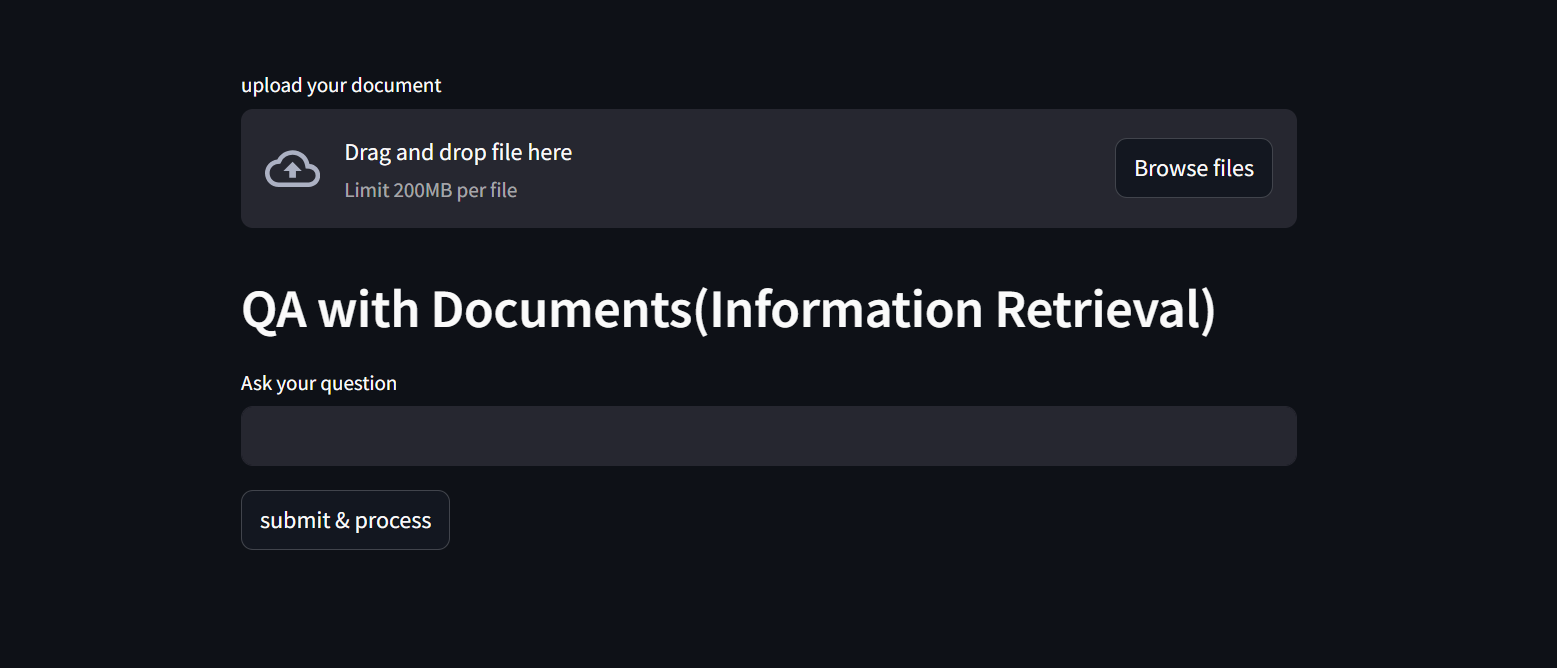 upload your document
Drag and drop file here
Limit 200MB per file
Browse files
QA with Documents(Information Retrieval)
Ask your question
submit & process